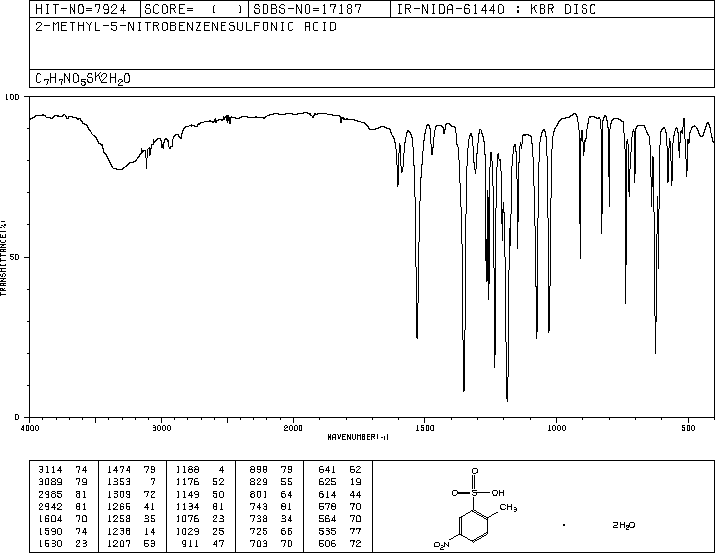 HIT-NO=7924 SCORE= ( ) SDBS-NO=17187 IR-NIDA-61440 : KBR DISC
2-METHYL-5-NITROBENZENESULFONIC ACID
C₇H₇NO₅SK2H₂O
100
50
0
TRANSMITTANCE(%)
4000 3000 2000 1500 1000 500
WAVENUMBER(-1)
3114 74 1474 79 1188 4 898 79 641 62
3089 79 1353 7 1176 52 829 55 625 19
2985 81 1309 72 1149 50 801 64 614 44
2942 81 1266 41 1134 81 743 81 578 70
1604 70 1258 35 1076 23 738 34 564 70
1590 74 1238 14 1029 25 725 66 535 77
1530 23 1207 59 911 47 703 70 506 72
O
O S OH
O
CH₃
O₂N
· 2H₂O